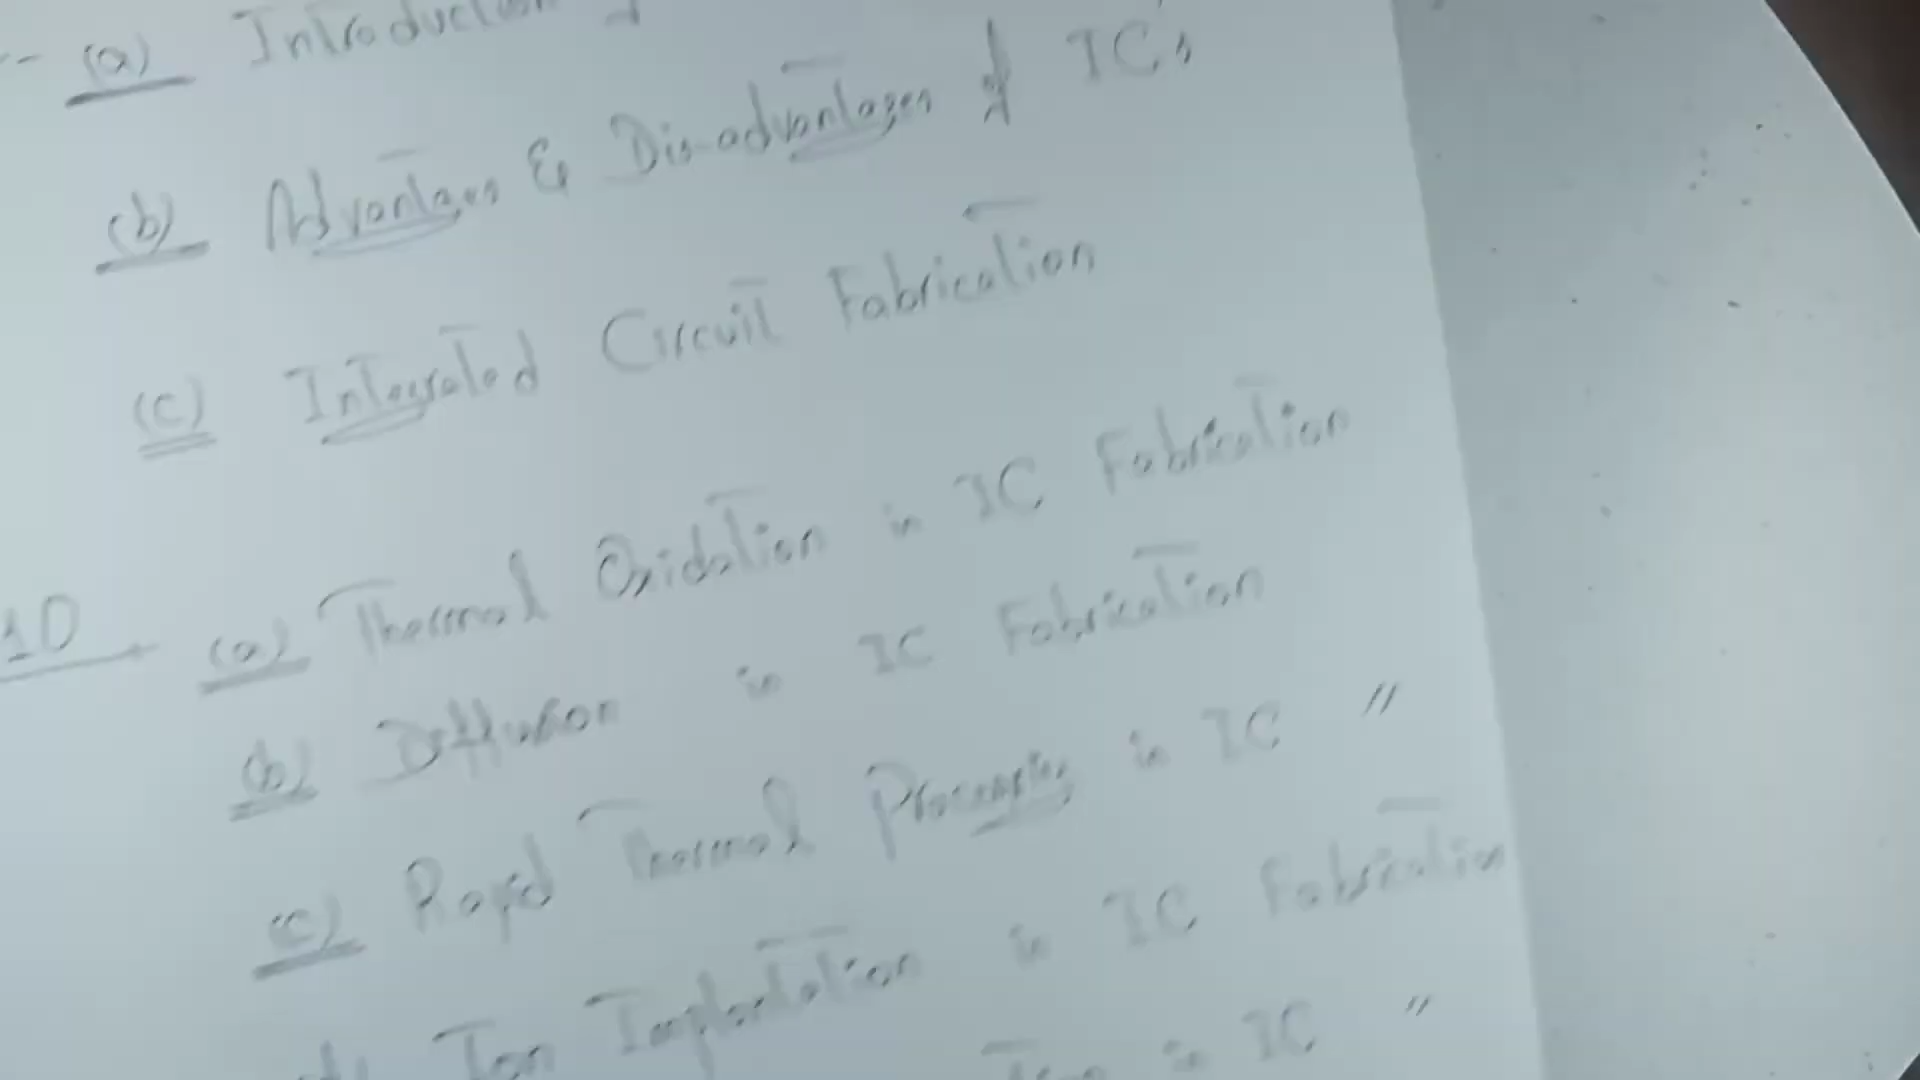 (a) Introduction
(b) Advantages & Dis-advantages of IC's
(c) Integrated Circuit Fabrication
10 (a) Thermal Oxidation in IC Fabrication
(b) Diffusion in IC Fabrication
(c) Rapid Thermal Processing in IC "
Ion Implantation in IC Fabrication
in IC "